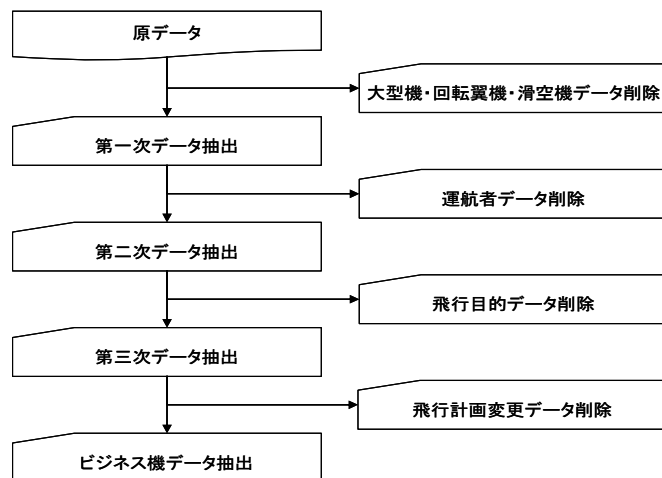 原データ
大型機・回転翼機・滑空機データ削除
第一次データ抽出
運航者データ削除
第二次データ抽出
飛行目的データ削除
第三次データ抽出
飛行計画変更データ削除
ビジネス機データ抽出